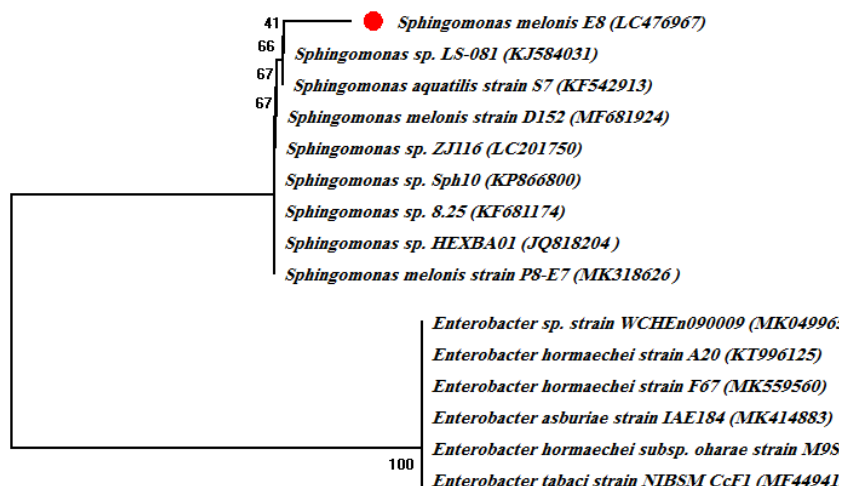 41
Sphingomonas melonis E8 (LC476967)
66
Sphingomonas sp. LS-081 (KJ584031)
67
Sphingomonas aquatilis strain S7 (KF542913)
67
Sphingomonas melonis strain D152 (MF681924)
Sphingomonas sp. ZJ116 (LC201750)
Sphingomonas sp. Sph10 (KP866800)
Sphingomonas sp. 8.25 (KF681174)
Sphingomonas sp. HEXBA01 (JQ818204 )
Sphingomonas melonis strain P8-E7 (MK318626 )
Enterobacter sp. strain WCHEn090009
Enterobacter hormaechei strain A20 (KT996125)
Enterobacter hormaechei strain F67 (MK559560)
Enterobacter asburiae strain IAE184 (MK414883)
Enterobacter hormaechei subsp. oharae strain
100
Enterobacter tabaci strain NIBSM CcF1